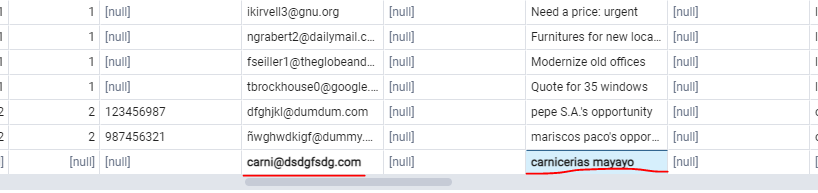 1 [null] ikirvell3@gnu.org [null] Need a price: urgent [null]
1 [null] ngrabert2@dailymail.c... [null] Furnitures for new loca... [null]
1 [null] fseiller1@theglobeand... [null] Modernize old offices [null]
1 [null] tbrockhouse0@google.... [null] Quote for 35 windows [null]
2 2 123456987 dfghjkl@dumdum.com [null] pepe S.A.'s opportunity [null]
2 2 987456321 ñwghwdkigf@dummy.... [null] mariscos paco's oppor... [null]
] [null] [null] carni@dsdgfsdg.com [null] carnicerias mayayo [null]